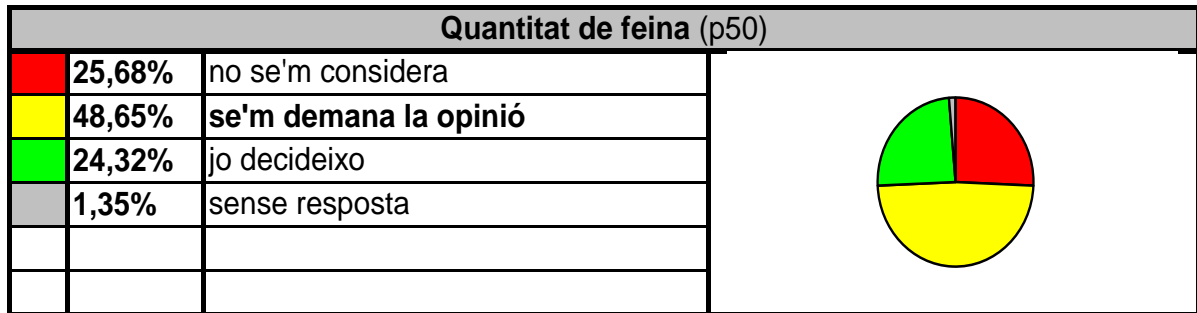 Quantitat de feina (p50)
25,68% no se'm considera
48,65% se'm demana la opinió
24,32% jo decideixo
1,35% sense resposta